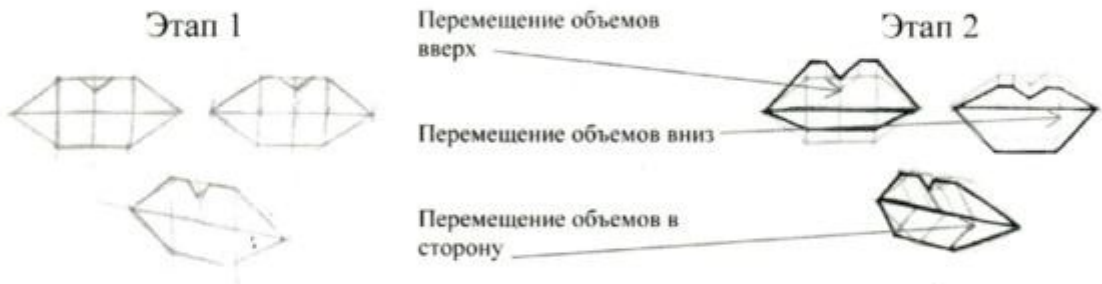 Этап 1
Перемещение объемов
вверх
Этап 2
Перемещение объемов вниз
Перемещение объемов в
сторону